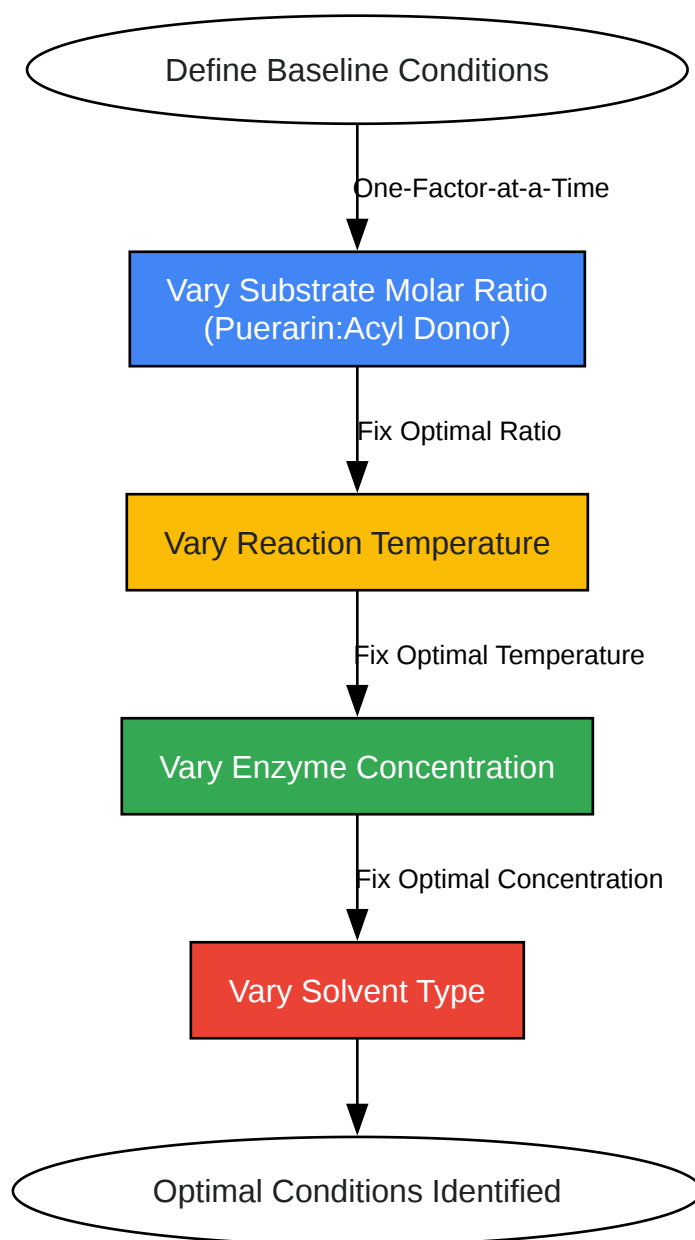 Define Baseline Conditions
One-Factor-at-a-Time
Vary Substrate Molar Ratio
(Puerarin:Acyl Donor)
Fix Optimal Ratio
Vary Reaction Temperature
Fix Optimal Temperature
Vary Enzyme Concentration
Fix Optimal Concentration
Vary Solvent Type
Optimal Conditions Identified